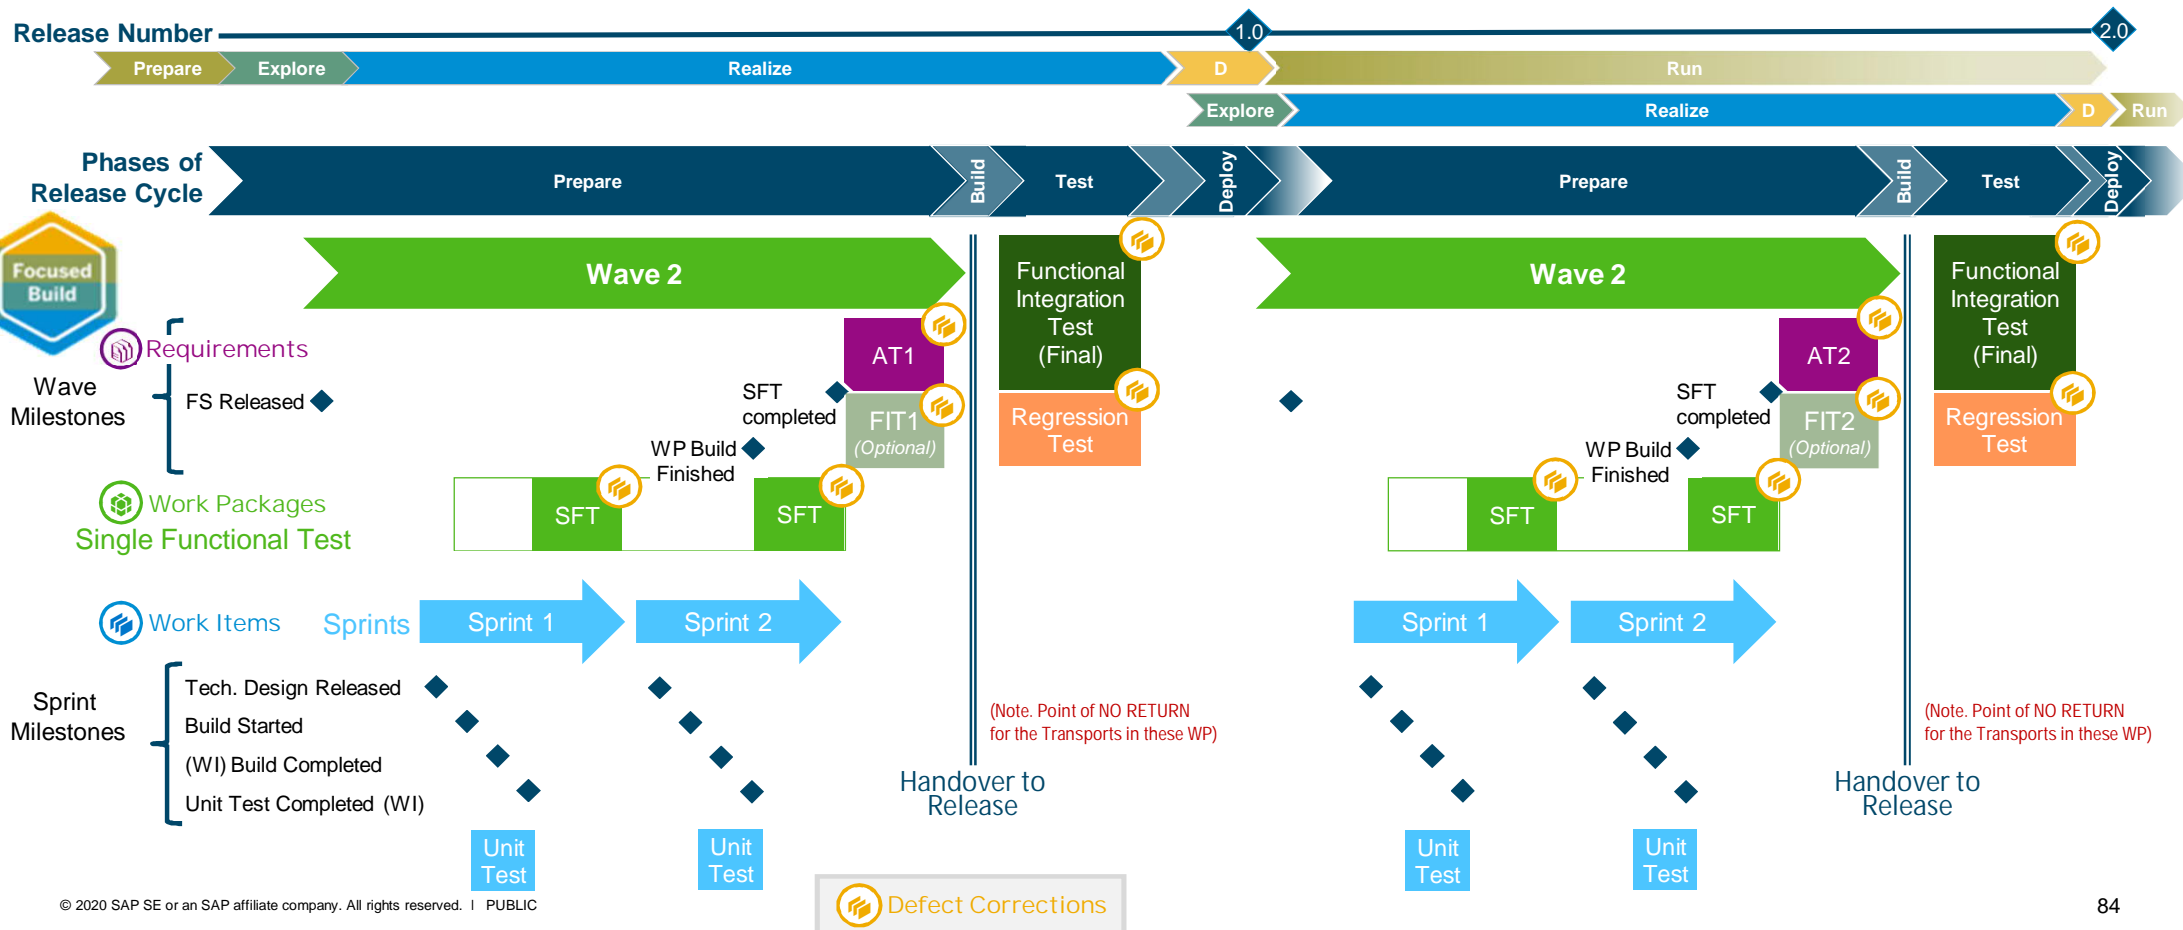 Release Number
1.0
2.0
Prepare
Explore
Realize
D
Run
Explore
Realize
D
Run
Phases of
Release Cycle
Prepare
Build
Test
Deploy
Prepare
Build
Test
Deploy
Focused
Build
Wave 2
Functional
Integration
Test
(Final)
Wave 2
Functional
Integration
Test
(Final)
Requirements
AT1
AT2
Wave
Milestones
FS Released
SFT
completed
FIT1
(Optional)
Regression
Test
SFT
completed
FIT2
(Optional)
Regression
Test
WP Build
Finished
WP Build
Finished
Work Packages
Single Functional Test
SFT
SFT
SFT
SFT
Work Items
Sprints
Sprint 1
Sprint 2
Sprint 1
Sprint 2
Sprint
Milestones
Tech. Design Released
Build Started
(WI) Build Completed
Unit Test Completed (WI)
(Note. Point of NO RETURN
for the Transports in these WP)
(Note. Point of NO RETURN
for the Transports in these WP)
Handover to
Release
Handover to
Release
Unit
Test
Unit
Test
Unit
Test
Unit
Test
Defect Corrections
© 2020 SAP SE or an SAP affiliate company. All rights reserved. | PUBLIC
84